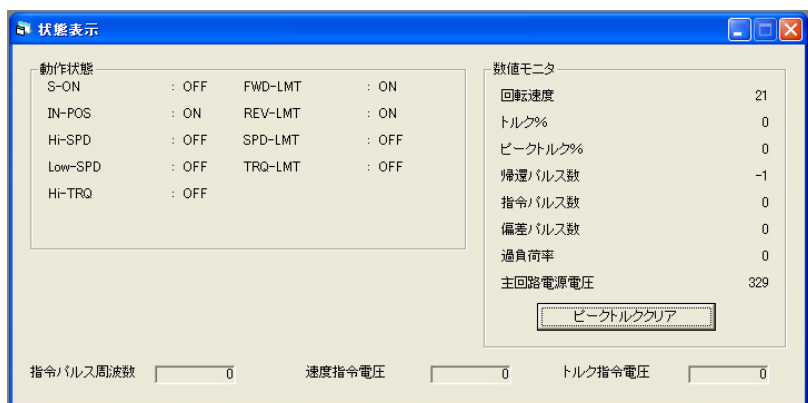 状態表示
動作状態
S-ON : OFF FWD-LMT : ON
IN-POS : ON REV-LMT : ON
Hi-SPD : OFF SPD-LMT : OFF
Low-SPD : OFF TRQ-LMT : OFF
Hi-TRQ : OFF
数値モニタ
回転速度 21
トルク% 0
ピークトルク% 0
帰還パルス数 -1
指令パルス数 0
偏差パルス数 0
過負荷率 0
主回路電源電圧 329
ピークトルククリア
指令パルス周波数 0 速度指令電圧 0 トルク指令電圧 0